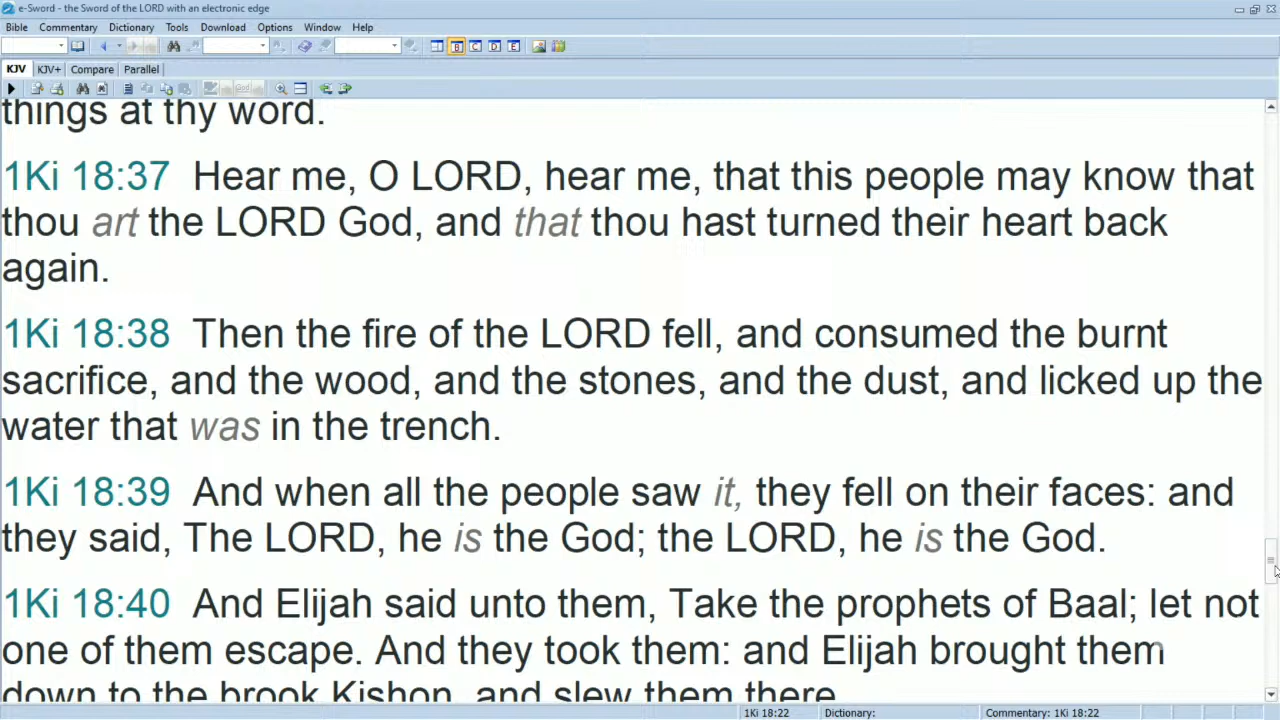 e-Sword - the Sword of the LORD with an electronic edge
Bible Commentary Dictionary Tools Download Options Window Help
B C D E
KJV KJV+ Compare Parallel
things at thy word.
1Ki 18:37 Hear me, O LORD, hear me, that this people may know that
thou art the LORD God, and that thou hast turned their heart back
again.
1Ki 18:38 Then the fire of the LORD fell, and consumed the burnt
sacrifice, and the wood, and the stones, and the dust, and licked up the
water that was in the trench.
1Ki 18:39 And when all the people saw it, they fell on their faces: and
they said, The LORD, he is the God; the LORD, he is the God.
1Ki 18:40 And Elijah said unto them, Take the prophets of Baal; let not
one of them escape. And they took them: and Elijah brought them
down to the brook Kishon, and slew them there.
1Ki 18:22 Dictionary: Commentary: 1Ki 18:22